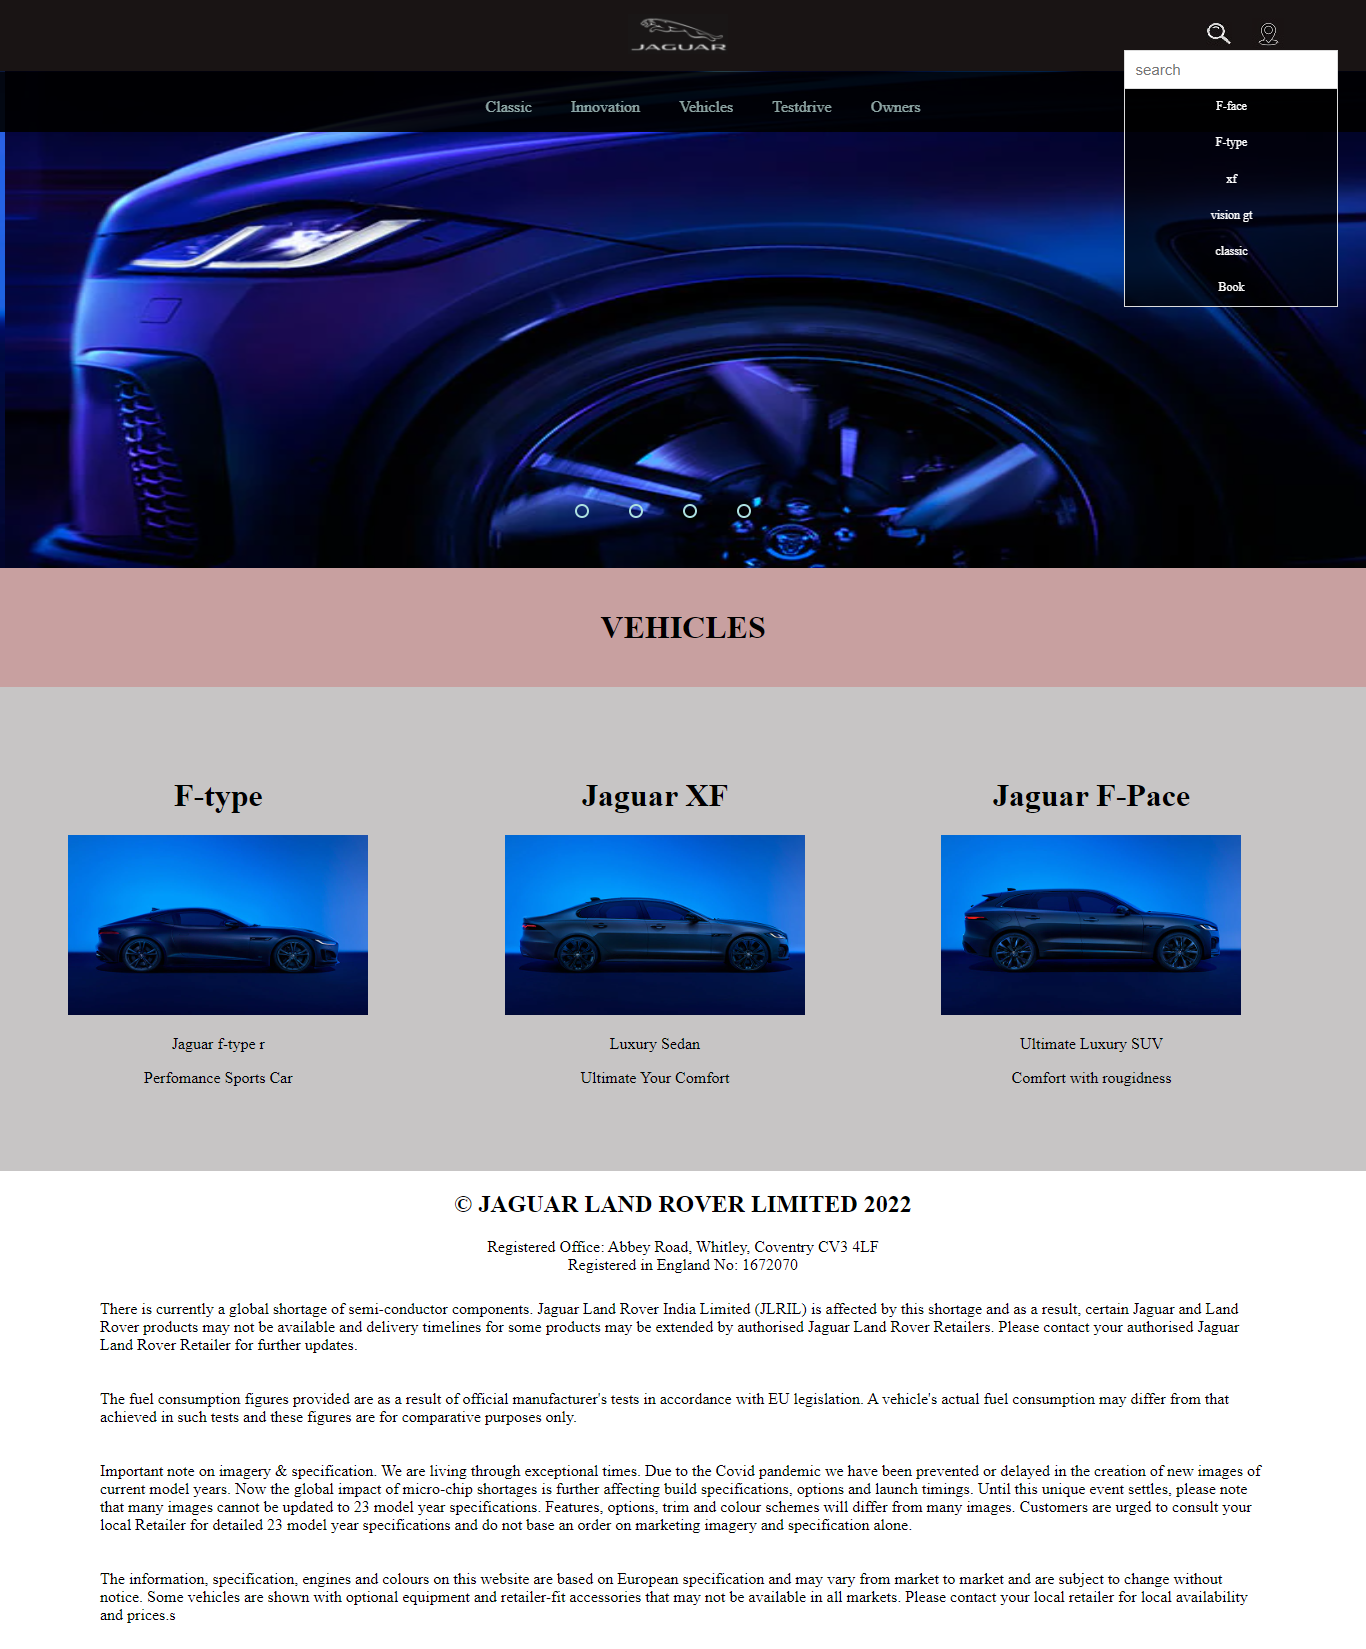 JAGUAR
search
Classic Innovation Vehicles Testdrive Owners
F-face
F-type
xf
vision gt
classic
Book
VEHICLES
F-type
Jaguar XF
Jaguar F-Pace
Jaguar f-type r
Luxury Sedan
Ultimate Luxury SUV
Perfomance Sports Car
Ultimate Your Comfort
Comfort with rougidness
© JAGUAR LAND ROVER LIMITED 2022
Registered Office: Abbey Road, Whitley, Coventry CV3 4LF
Registered in England No: 1672070
There is currently a global shortage of semi-conductor components. Jaguar Land Rover India Limited (JLRIL) is affected by this shortage and as a result, certain Jaguar and Land
Rover products may not be available and delivery timelines for some products may be extended by authorised Jaguar Land Rover Retailers. Please contact your authorised Jaguar
Land Rover Retailer for further updates.
The fuel consumption figures provided are as a result of official manufacturer's tests in accordance with EU legislation. A vehicle's actual fuel consumption may differ from that
achieved in such tests and these figures are for comparative purposes only.
Important note on imagery & specification. We are living through exceptional times. Due to the Covid pandemic we have been prevented or delayed in the creation of new images of
current model years. Now the global impact of micro-chip shortages is further affecting build specifications, options and launch timings. Until this unique event settles, please note
that many images cannot be updated to 23 model year specifications. Features, options, trim and colour schemes will differ from many images. Customers are urged to consult your
local Retailer for detailed 23 model year specifications and do not base an order on marketing imagery and specification alone.
The information, specification, engines and colours on this website are based on European specification and may vary from market to market and are subject to change without
notice. Some vehicles are shown with optional equipment and retailer-fit accessories that may not be available in all markets. Please contact your local retailer for local availability
and prices.s